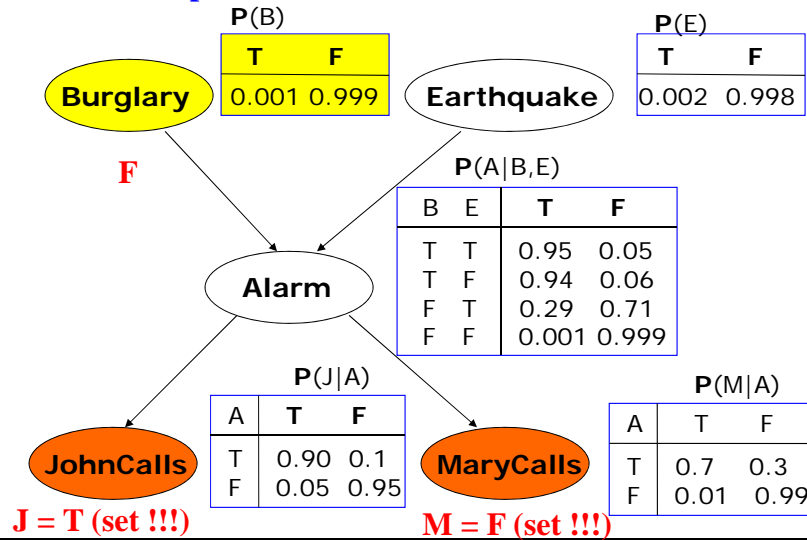 P(B)
T F
0.001 0.999
P(E)
T F
0.002 0.998
Burglary
Earthquake
F
P(A|B,E)
B E T F
T T 0.95 0.05
T F 0.94 0.06
F T 0.29 0.71
F F 0.001 0.999
Alarm
P(J|A)
A T F
T 0.90 0.1
F 0.05 0.95
P(M|A)
A T F
T 0.7 0.3
F 0.01 0.99
JohnCalls
MaryCalls
J = T (set !!!)
M = F (set !!!)